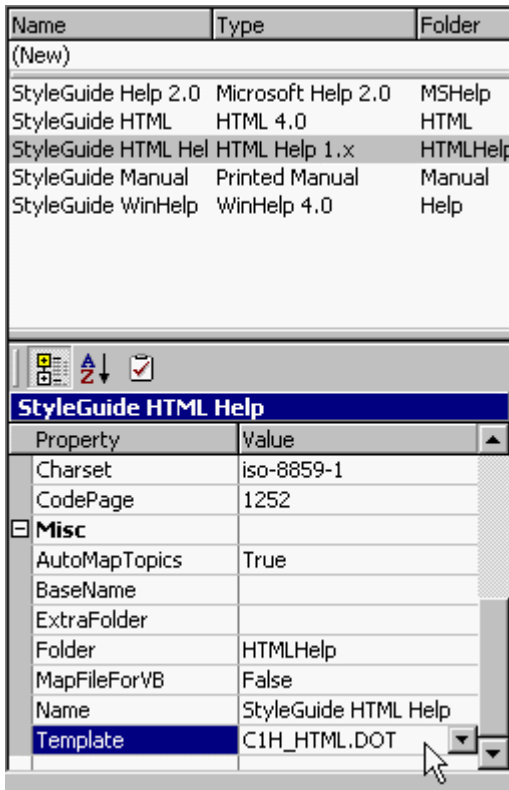 Name Type Folder
(New)
StyleGuide Help 2.0 Microsoft Help 2.0 MSHelp
StyleGuide HTML HTML 4.0 HTML
StyleGuide HTML Hel HTML Help 1.x HTMLHelp
StyleGuide Manual Printed Manual Manual
StyleGuide WinHelp WinHelp 4.0 Help
A Z
StyleGuide HTML Help
Property Value
Charset iso-8859-1
CodePage 1252
Misc
AutoMapTopics True
BaseName
ExtraFolder
Folder HTMLHelp
MapFileForVB False
Name StyleGuide HTML Help
Template C1H_HTML.DOT